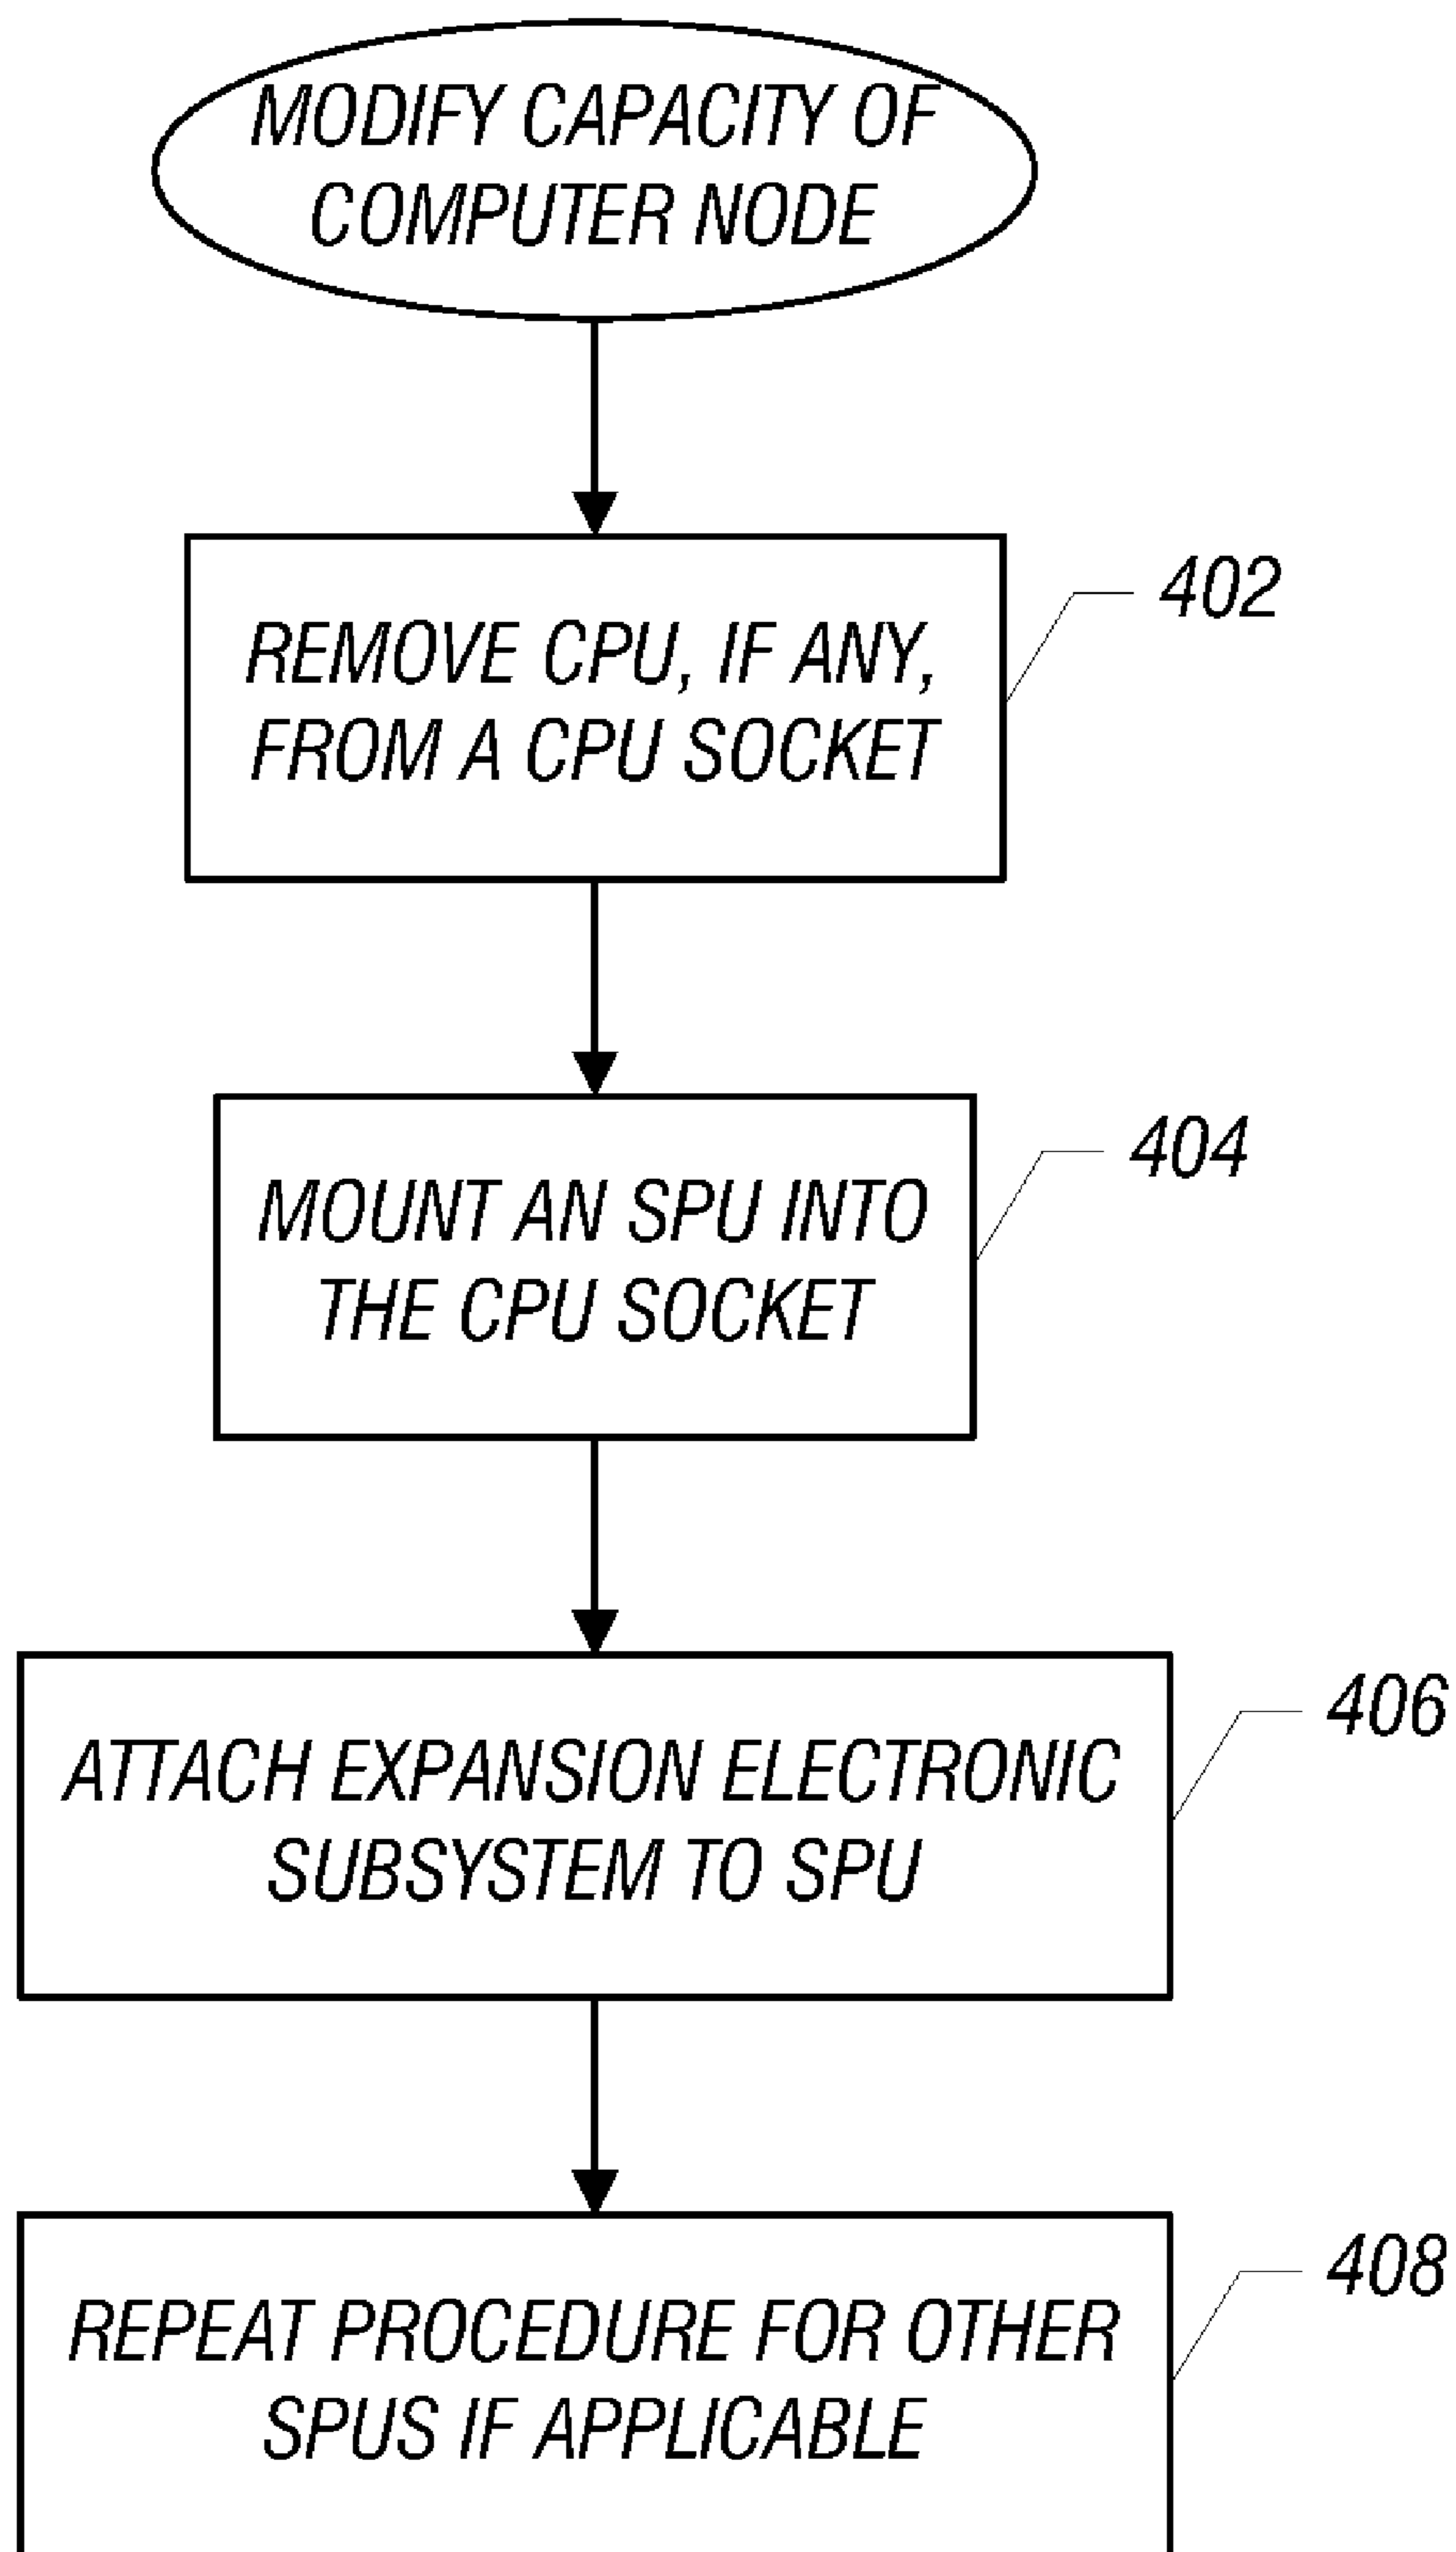 MODIFY CAPACITY OF
COMPUTER NODE
402
REMOVE CPU, IF ANY,
FROM A CPU SOCKET
404
MOUNT AN SPU INTO
THE CPU SOCKET
406
ATTACH EXPANSION ELECTRONIC
SUBSYSTEM TO SPU
408
REPEAT PROCEDURE FOR OTHER
SPUS IF APPLICABLE